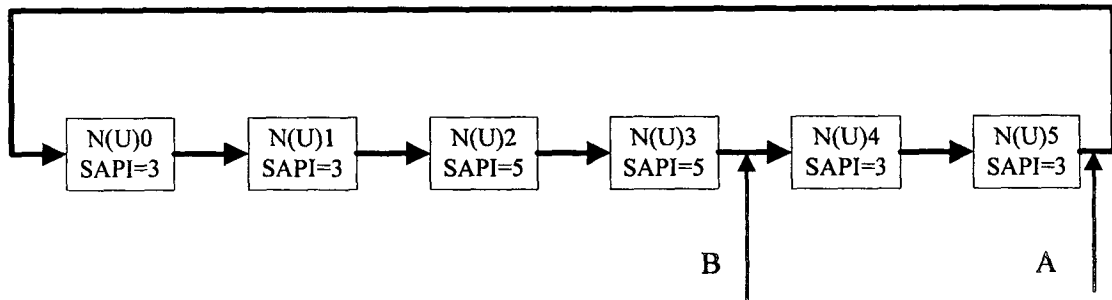 N(U)0
SAPI=3
N(U)1
SAPI=3
N(U)2
SAPI=5
N(U)3
SAPI=5
N(U)4
SAPI=3
N(U)5
SAPI=3
B
A